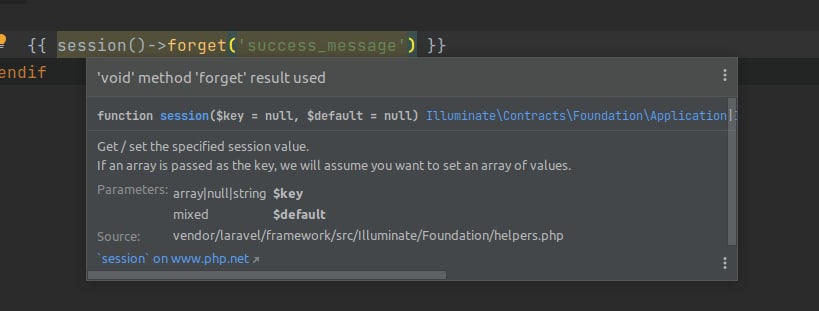 {{ session()->forget('success_message') }}
endif
'void' method 'forget' result used
function session($key = null, $default = null) Illuminate\Contracts\Foundation\Application|
Get / set the specified session value.
If an array is passed as the key, we will assume you want to set an array of values.
Parameters: array|null|string $key
mixed $default
Source: vendor/laravel/framework/src/Illuminate/Foundation/helpers.php
`session` on www.php.net ↗